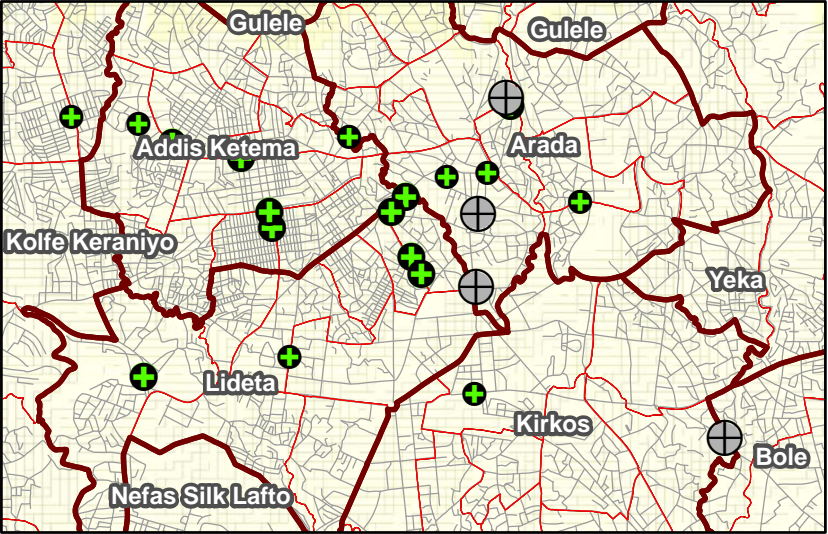 Gulele
Gulele
Addis Ketema
Arada
Kolfe Keraniyo
Yeka
Lideta
Kirkos
Bole
Nefas Silk Lafto